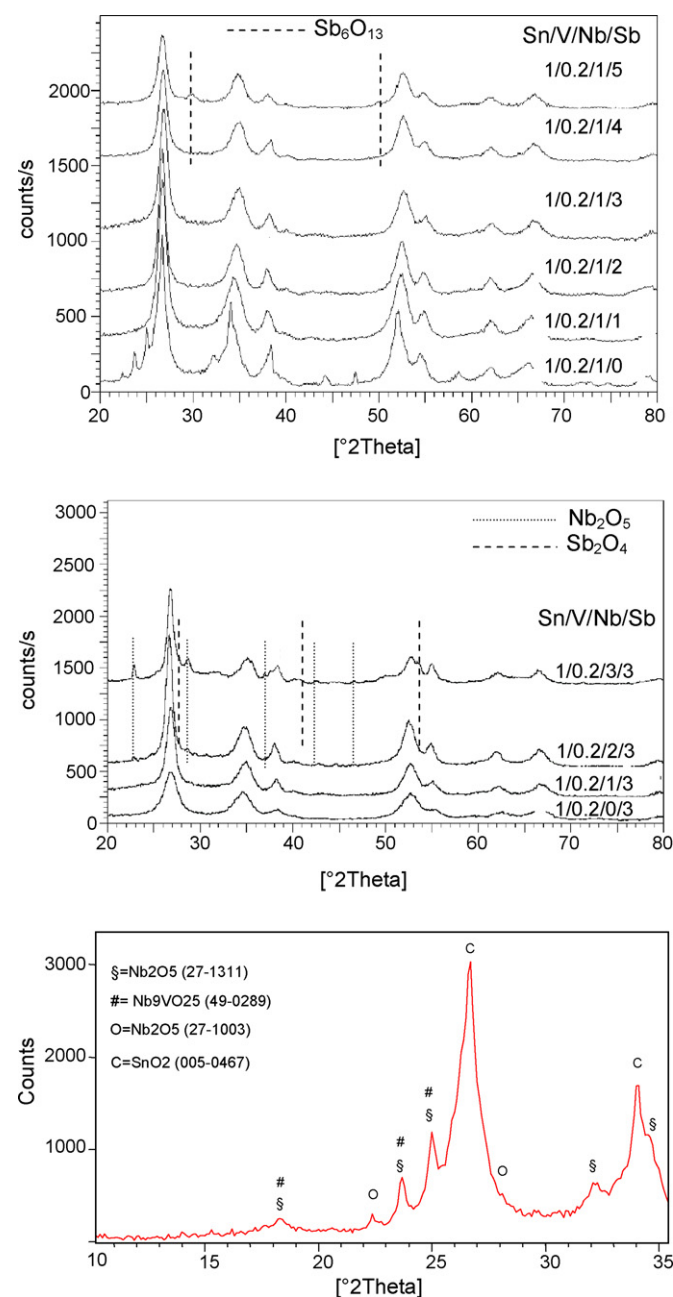 Sb₆O₁₃ Sn/V/Nb/Sb
2000
1500
1000
500
0
counts/s
1/0.2/1/5
1/0.2/1/4
1/0.2/1/3
1/0.2/1/2
1/0.2/1/1
1/0.2/1/0
20 30 40 50 60 70 80
[°2Theta]
3000
2500
2000
1500
1000
500
0
counts/s
Nb₂O₅
Sb₂O₄
Sn/V/Nb/Sb
1/0.2/3/3
1/0.2/2/3
1/0.2/1/3
1/0.2/0/3
20 30 40 50 60 70 80
[°2Theta]
3000
2000
1000
0
Counts
§=Nb2O5 (27-1311)
#= Nb9VO25 (49-0289)
O=Nb2O5 (27-1003)
C=SnO2 (005-0467)
#
§
O
#
§
#
§
C
O
§
C
§
10 15 20 25 30 35
[°2Theta]